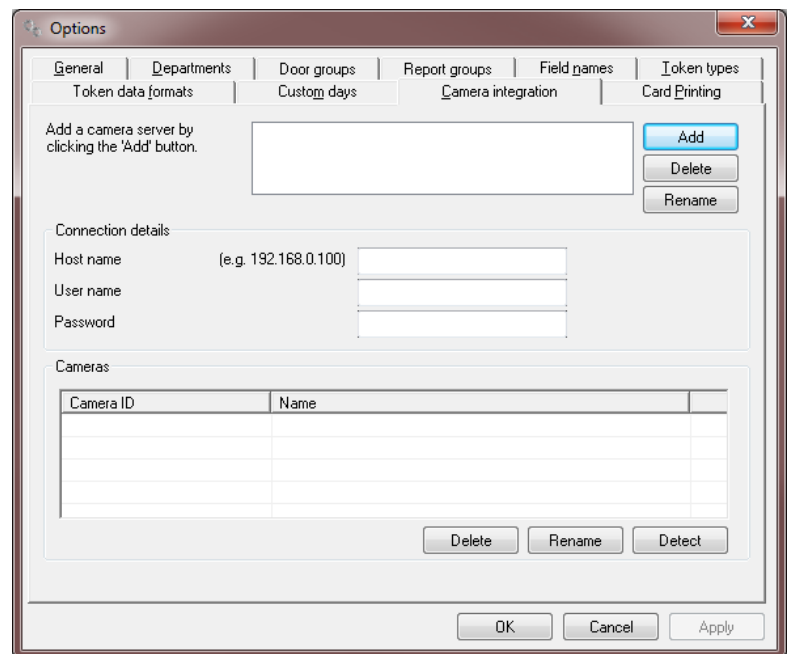 Options
General Departments Door groups Report groups Field names Token types
Token data formats Custom days Camera integration Card Printing
Add a camera server by
clicking the 'Add' button.
Add
Delete
Rename
Connection details
Host name (e.g. 192.168.0.100)
User name
Password
Cameras
Camera ID Name
Delete Rename Detect
OK Cancel Apply